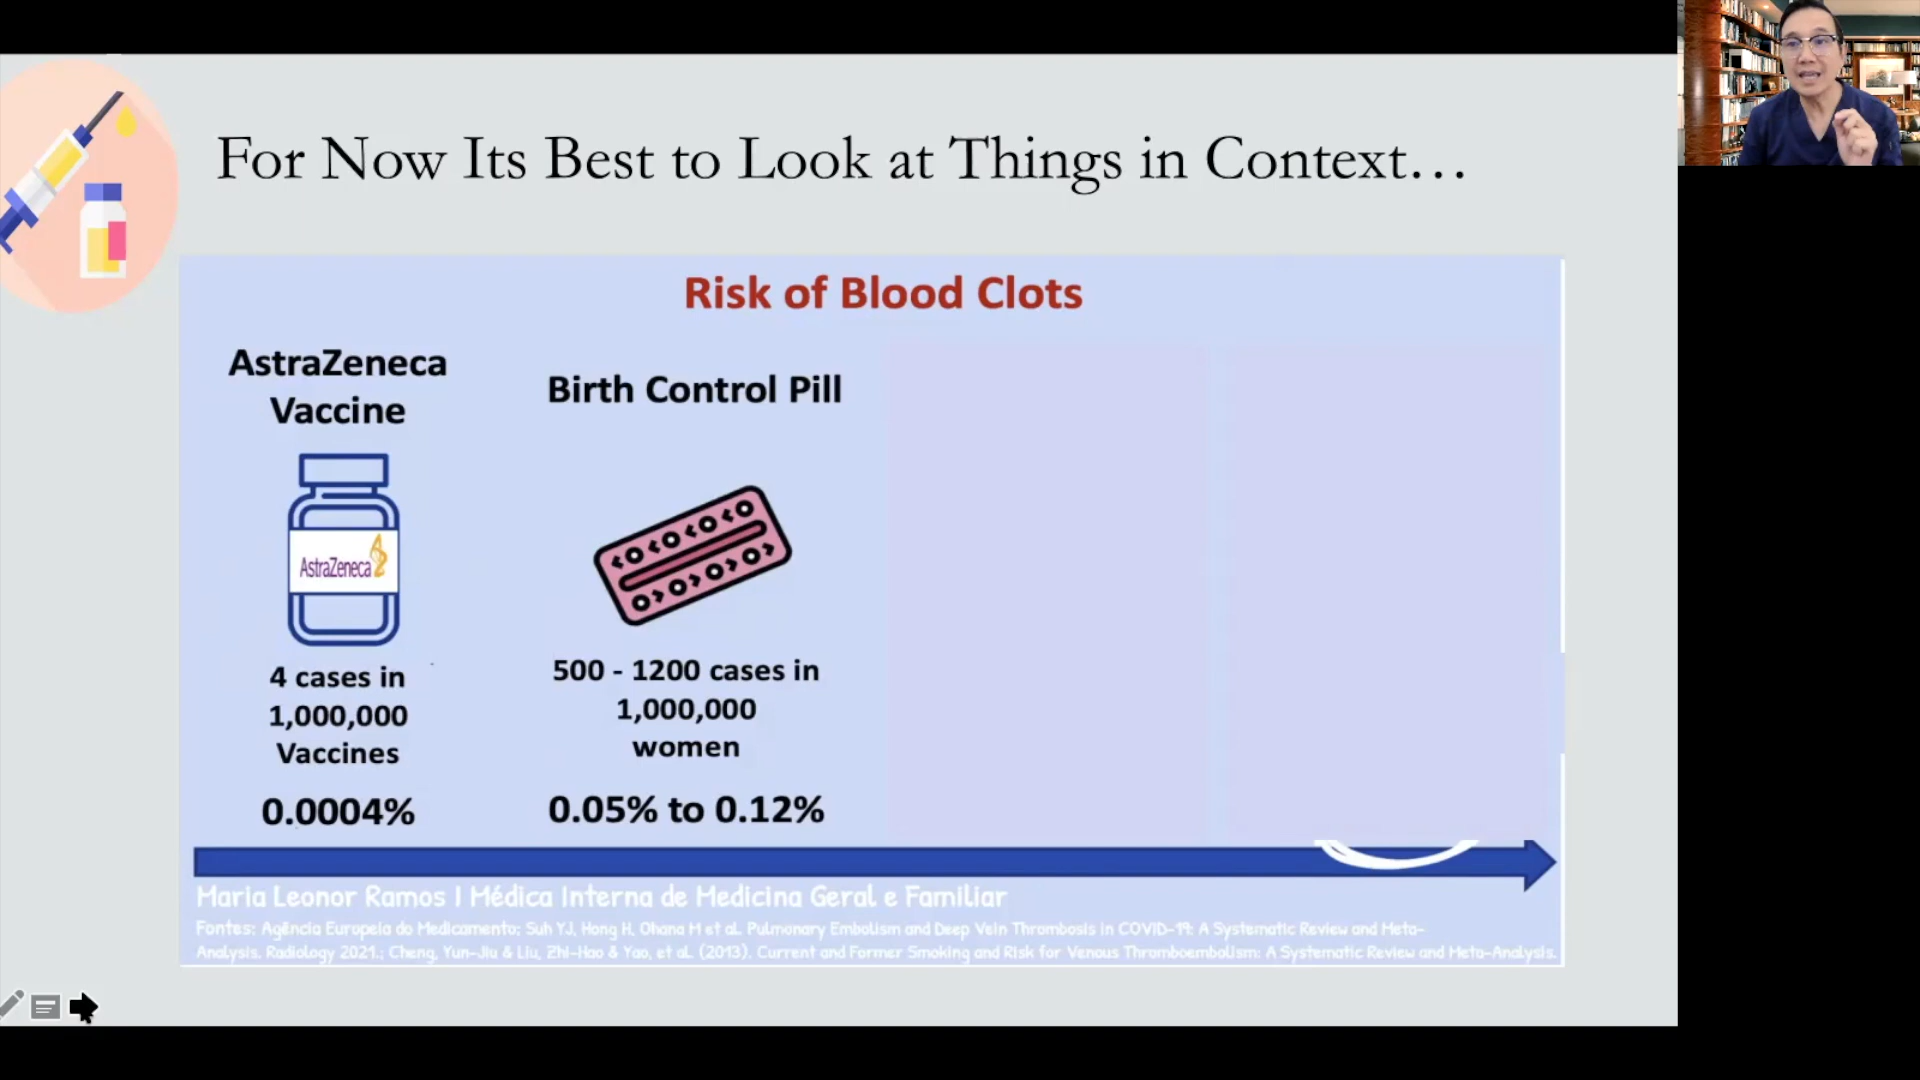 For Now Its Best to Look at Things in Context...
Risk of Blood Clots
AstraZeneca
Vaccine
AstraZeneca
4 cases in
1,000,000
Vaccines
0.0004%
Birth Control Pill
500 - 1200 cases in
1,000,000
women
0.05% to 0.12%
Maria Leonor Ramos I Médica Interna de Medicina Geral e Familiar
Fontes: Agência Europeia do Medicamento; Suh YJ, Hong H, Ohana M et al. Pulmonary Embolism and Deep Vein Thrombosis in COVID-19: A Systematic Review and Meta-
Analysis. Radiology 2021.; Cheng, Yun-Jiu & Liu, Zhi-Hao & Yao, et al. (2013). Current and Former Smoking and Risk for Venous Thromboembolism: A Systematic Review and Meta-Analysis.